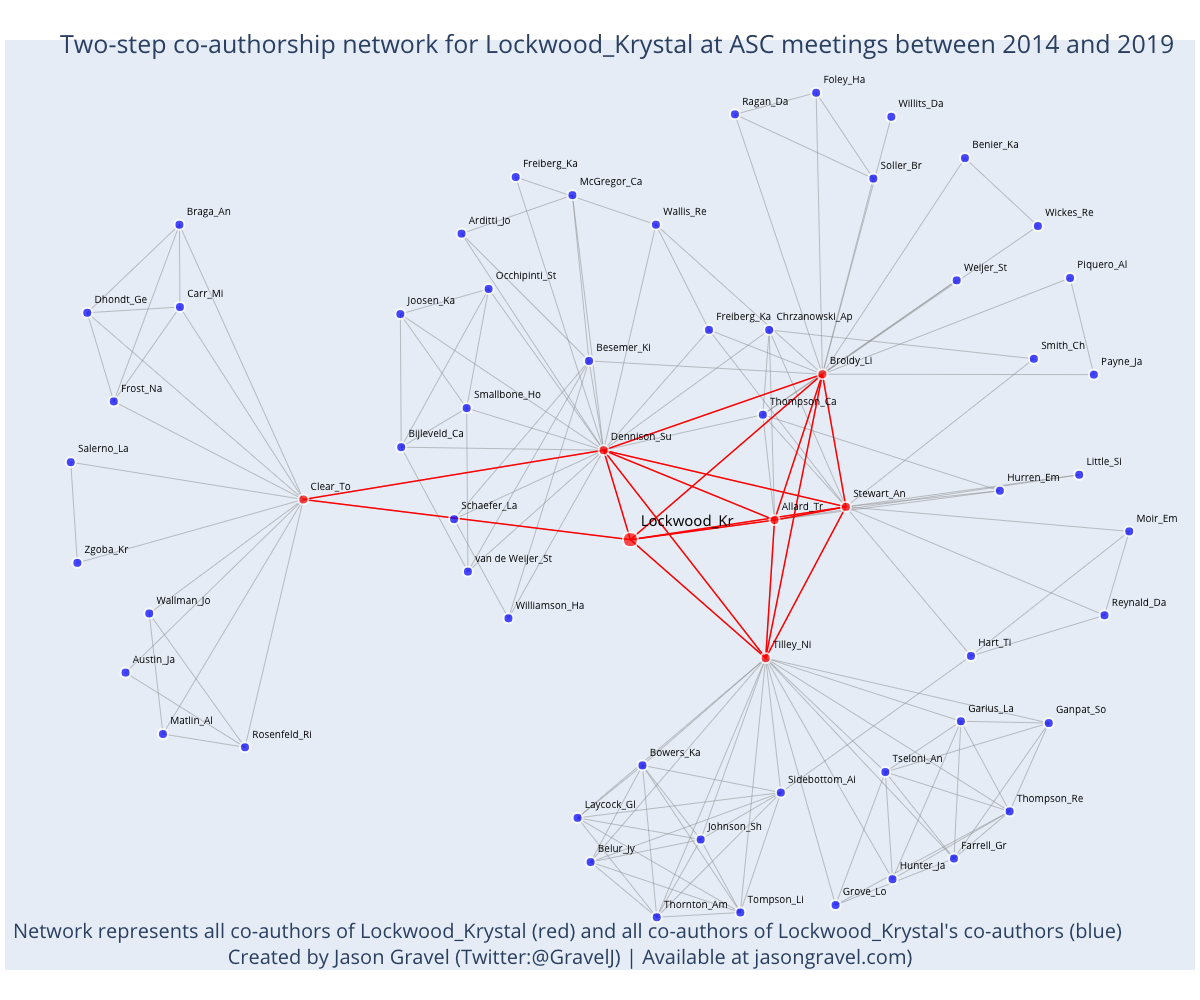 Two-step co-authorship network for Lockwood_Krystal at ASC meetings between 2014 and 2019
Foley_Ha
Ragan_Da
Willits_Da
Benier_Ka
Freiberg_Ka
Soller_Br
McGregor_Ca
Braga_An
Wallis_Re
Wickes_Re
Arditti_Jo
Weijer_St
Piquero_Al
Occhipinti_St
Carr_Mi
Dhondt_Ge
Joosen_Ka
Freiberg_Ka
Chrzanowski_Ap
Besemer_Ki
Smith_Ch
Broidy_Li
Payne_Ja
Frost_Na
Smallbone_Ho
Thompson_Ca
Bijleveld_Ca
Dennison_Su
Salerno_La
Little_Si
Hurren_Em
Clear_To
Stewart_An
Schaefer_La
Allard_Tr
Lockwood_Kr
Moir_Em
Zgoba_Kr
van de Weijer_St
Wallman_Jo
Williamson_Ha
Reynald_Da
Hart_Ti
Tilley_Ni
Austin_Ja
Garius_La
Ganpat_So
Matlin_Al
Rosenfeld_Ri
Bowers_Ka
Tseloni_An
Sidebottom_Ai
Thompson_Re
Laycock_Gl
Johnson_Sh
Farrell_Gr
Belur_Jy
Hunter_Ja
Grove_Lo
Thornton_Am
Tompson_Li
Network represents all co-authors of Lockwood_Krystal (red) and all co-authors of Lockwood_Krystal's co-authors (blue)
Created by Jason Gravel (Twitter:@GravelJ) | Available at jasongravel.com)